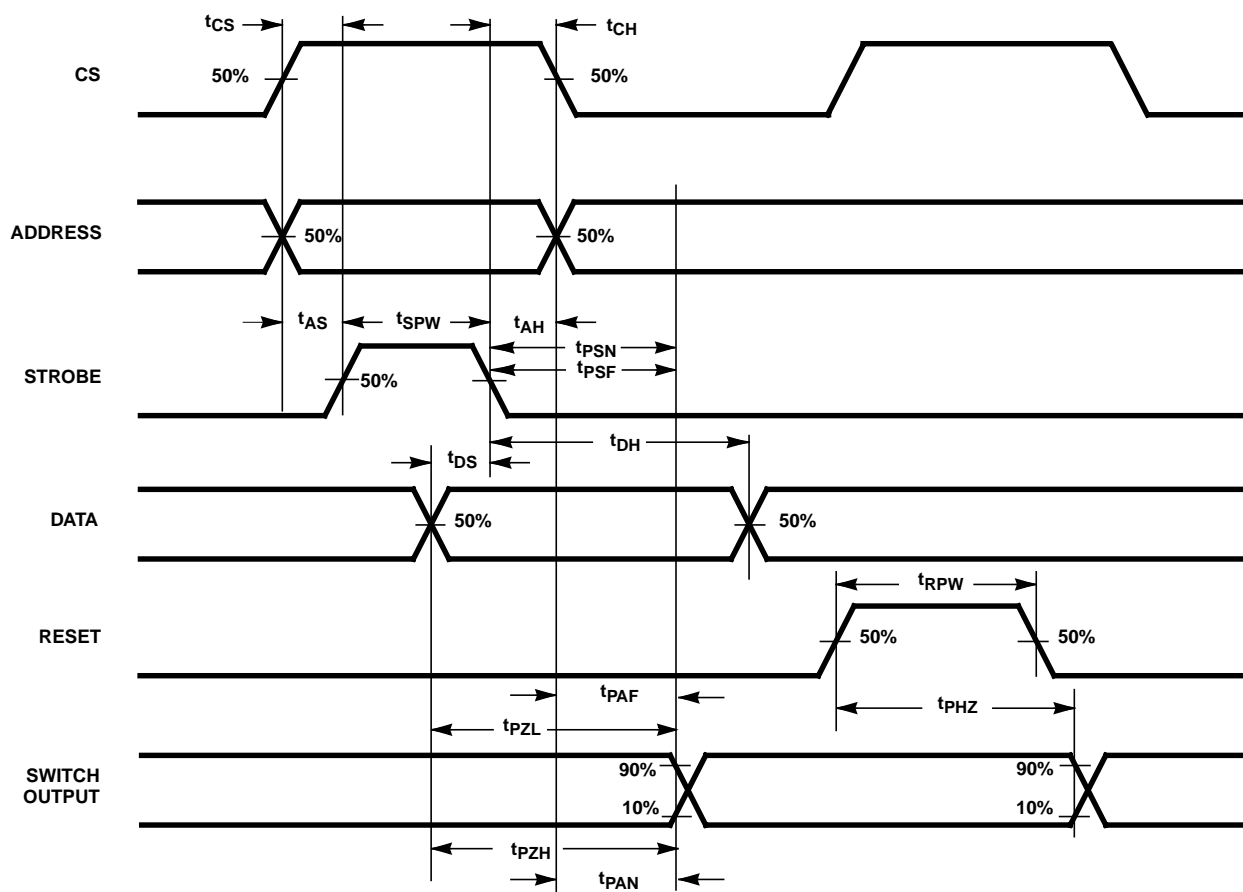 tCS
tCH
CS
50%
50%
ADDRESS
50%
50%
tAS
tSPW
tAH
tPSN
tPSF
STROBE
50%
tDH
tDS
DATA
50%
50%
tRPW
RESET
50%
50%
tPAF
tPHZ
tPZL
SWITCH
OUTPUT
90%
90%
10%
10%
tPZH
tPAN